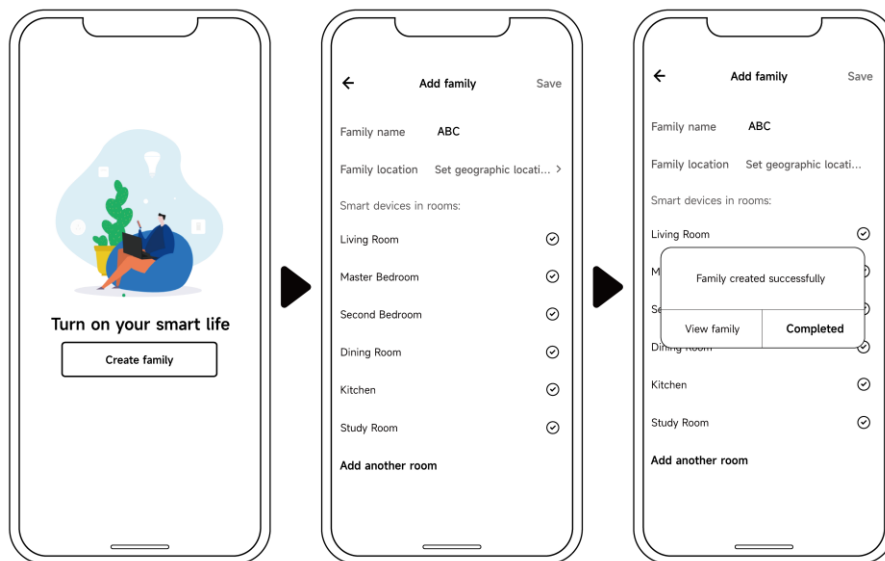 Turn on your smart life
Create family
Add family
Save
Family name ABC
Family location Set geographic locati...
Smart devices in rooms:
Living Room
Master Bedroom
Second Bedroom
Dining Room
Kitchen
Study Room
Add another room
Add family
Save
Family name ABC
Family location Set geographic locati...
Smart devices in rooms:
Living Room
Family created successfully
View family
Completed
Dining Room
Kitchen
Study Room
Add another room